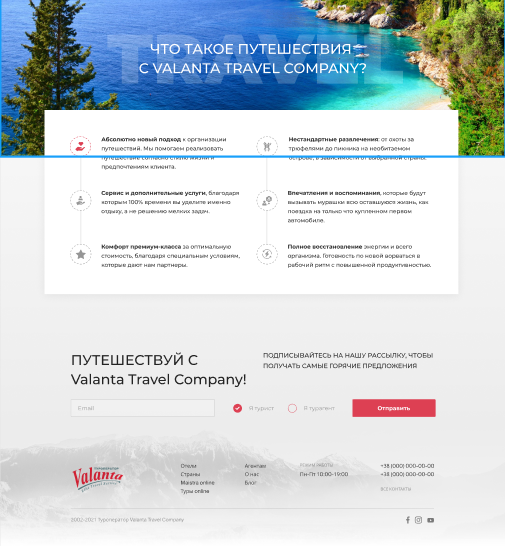 TRAVEL
ЧТО ТАКОЕ ПУТЕШЕСТВИЯ
С VALANTA TRAVEL COMPANY?
Абсолютно новый подход к организации
путешествий. Мы помогаем реализовать
путешествие согласно стилю жизни и
предпочтениям клиента.
Нестандартные развлечения: от охоты за
трюфелями до пикника на необитаемом
острове, в зависимости от выбранной страны.
Сервис и дополнительные услуги, благодаря
которым 100% времени вы уделите именно
отдыху, а не решению мелких задач.
Впечатления и воспоминания, которые будут
вызывать мурашки всю оставшуюся жизнь, как
поездка на только что купленном первом
автомобиле.
Комфорт премиум-класса за оптимальную
стоимость, благодаря специальным условиям,
которые дают нам партнеры.
Полное восстановление энергии и всего
организма. Готовность по новой ворваться в
рабочий ритм с повышенной продуктивностью.
ПУТЕШЕСТВУЙ С
Valanta Travel Company!
ПОДПИСЫВАЙТЕСЬ НА НАШУ РАССЫЛКУ, ЧТОБЫ
ПОЛУЧАТЬ САМЫЕ ГОРЯЧИЕ ПРЕДЛОЖЕНИЯ
Email
Я турист
Я турагент
Отправить
Valanta
Отели
Страны
Maistra online
Туры online
Агентам
О нас
Блог
Пн-Пт 10:00-19:00
+38 (000) 000-00-00
+38 (000) 000-00-00
ВСЕ КОНТАКТЫ
2002-2021 Туроператор Valanta Travel Company